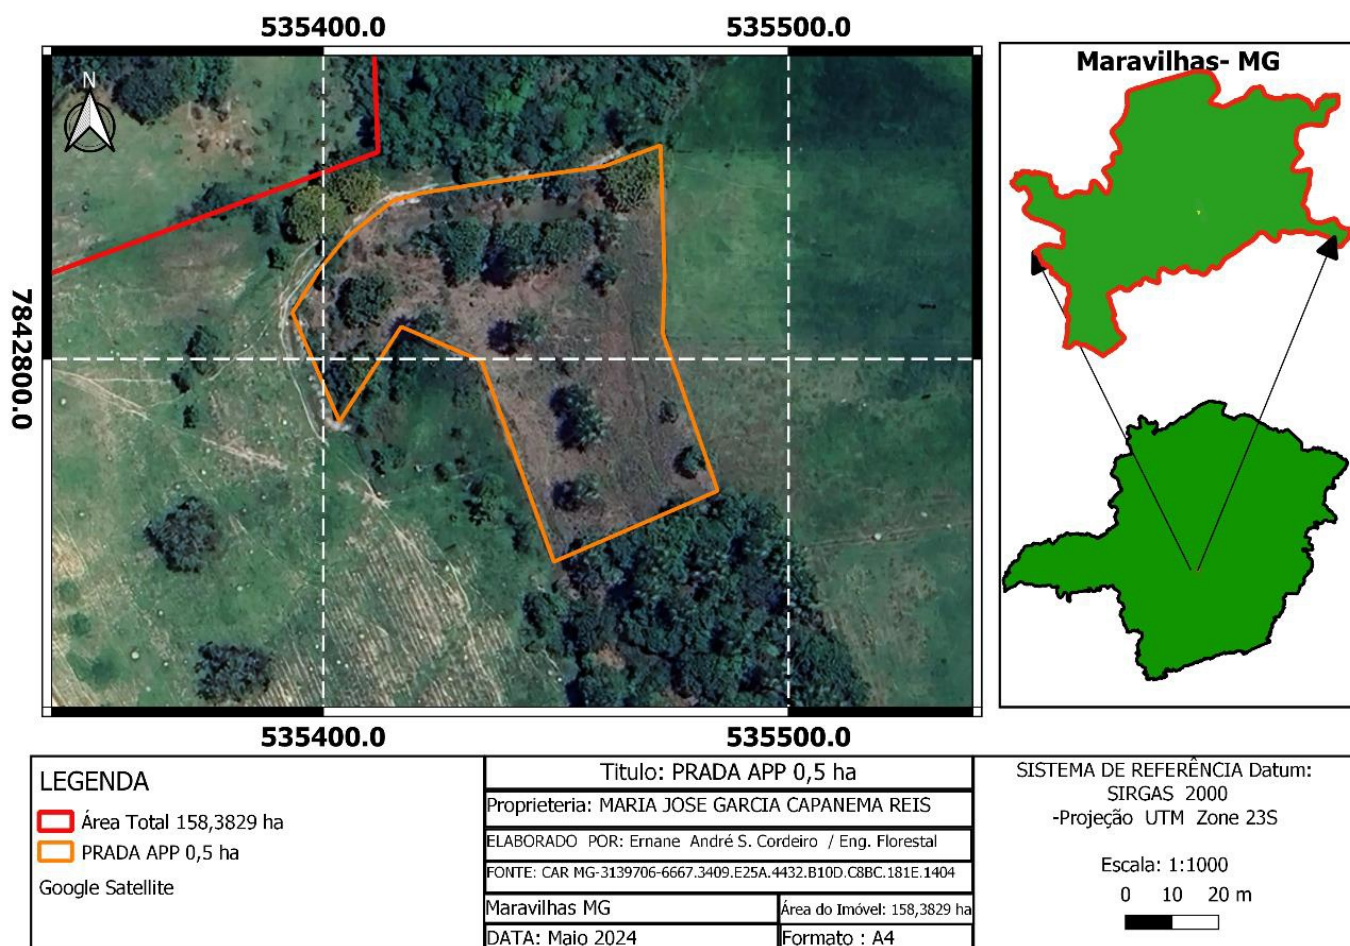 535400.0 535500.0
N
7842800.0
535400.0 535500.0
Maravilhas- MG
LEGENDA
Área Total 158,3829 ha
PRADA APP 0,5 ha
Google Satellite
Titulo: PRADA APP 0,5 ha
Proprieteria: MARIA JOSE GARCIA CAPANEMA REIS
ELABORADO POR: Ernane André S. Cordeiro / Eng. Florestal
FONTE: CAR MG-3139706-6667.3409.E25A.4432.B10D.C8BC.181E.1404
Maravilhas MG
Área do Imóvel: 158,3829 ha
DATA: Maio 2024
Formato : A4
SISTEMA DE REFERÊNCIA Datum:
SIRGAS 2000
-Projeção UTM Zone 23S
Escala: 1:1000
0 10 20 m